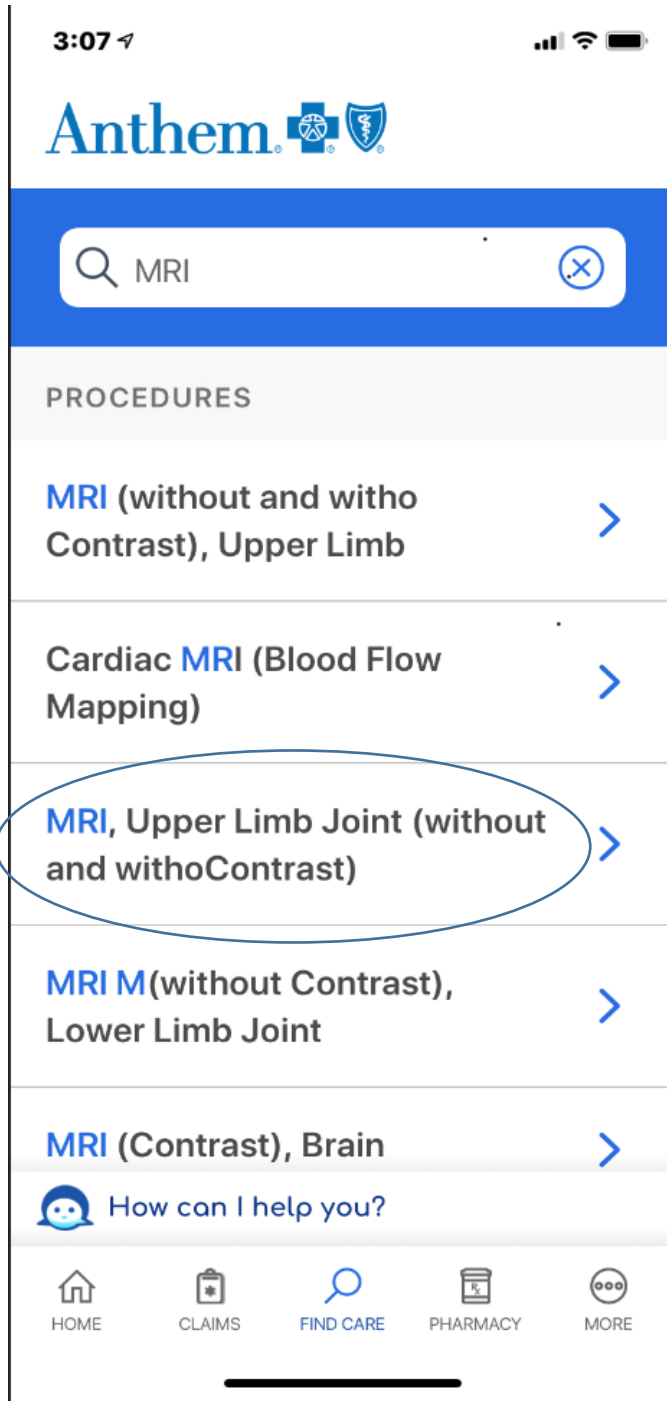 3:07
Anthem.
MRI
PROCEDURES
MRI (without and witho
Contrast), Upper Limb
Cardiac MRI (Blood Flow
Mapping)
MRI, Upper Limb Joint (without
and withoContrast)
MRI M(without Contrast),
Lower Limb Joint
MRI (Contrast), Brain
How can I help you?
HOME CLAIMS FIND CARE PHARMACY MORE